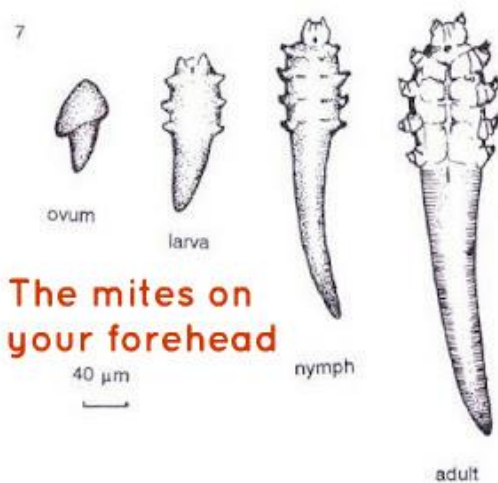 7
ovum
larva
The mites on
your forehead
40 μm
nymph
adult